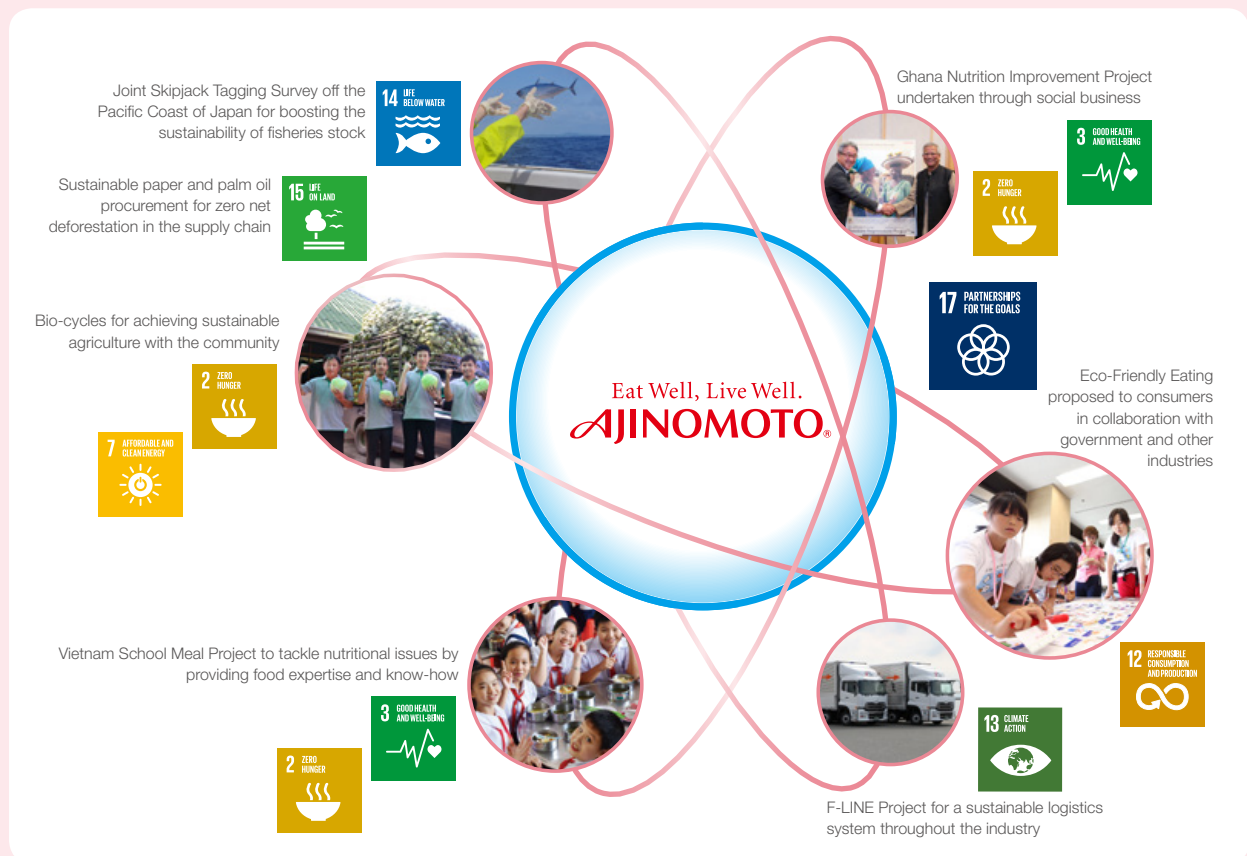 Joint Skipjack Tagging Survey off the
Pacific Coast of Japan for boosting the
sustainability of fisheries stock
14 LIFE
BELOW WATER
Sustainable paper and palm oil
procurement for zero net
deforestation in the supply chain
15 LIFE
ON LAND
Bio-cycles for achieving sustainable
agriculture with the community
2 ZERO
HUNGER
7 AFFORDABLE AND
CLEAN ENERGY
Vietnam School Meal Project to tackle nutritional issues by
providing food expertise and know-how
3 GOOD HEALTH
AND WELL-BEING
2 ZERO
HUNGER
Eat Well, Live Well.
AJINOMOTO®
Ghana Nutrition Improvement Project
undertaken through social business
3 GOOD HEALTH
AND WELL-BEING
2 ZERO
HUNGER
17 PARTNERSHIPS
FOR THE GOALS
Eco-Friendly Eating
proposed to consumers
in collaboration with
government and other
industries
12 RESPONSIBLE
CONSUMPTION
AND PRODUCTION
13 CLIMATE
ACTION
F-LINE Project for a sustainable logistics
system throughout the industry